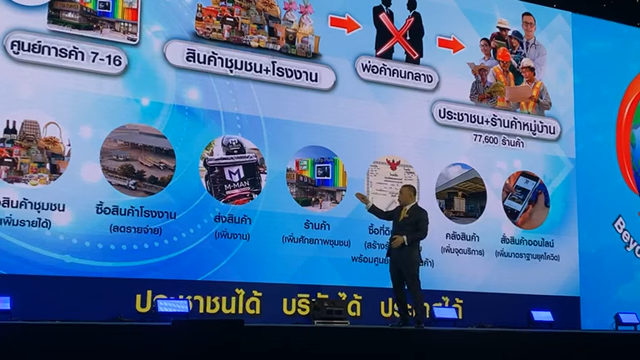 ศูนย์การค้า 7-16
สินค้าชุมชน+โรงงาน
พ่อค้าคนกลาง
ประชาชน+ร้านค้าหมู่บ้าน
77,600 ร้านค้า
M-MAN
สินค้าชุมชน
(เพิ่มรายได้)
ซื้อสินค้าโรงงาน
(ลดรายจ่าย)
ส่งสินค้า
(เพิ่มงาน)
ร้านค้า
(เพิ่มศักยภาพชุมชน)
ซื้อที่ดิน
พร้อมศูนย์
คลังสินค้า
(เพิ่มจุดบริการ)
สั่งสินค้าออนไลน์
(เพิ่มมาตรฐานยุคโควิด)
ประชาชนได้ บริษัทได้ ประเทศได้